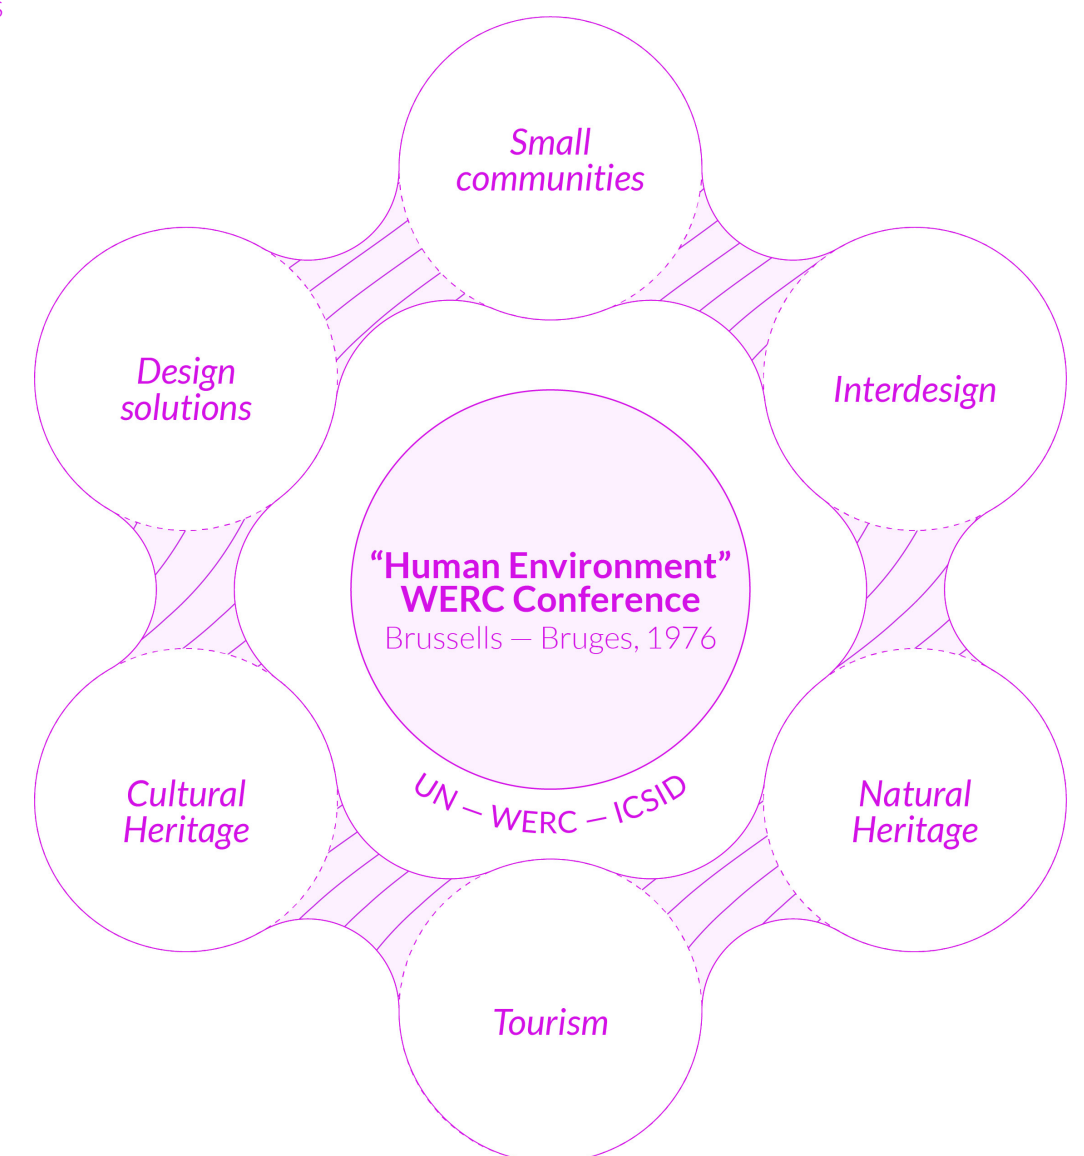 Small
communities
Design
solutions
Interdesign
“Human Environment”
WERC Conference
Brussells — Bruges, 1976
UN — WERC — ICSID
Cultural
Heritage
Natural
Heritage
Tourism